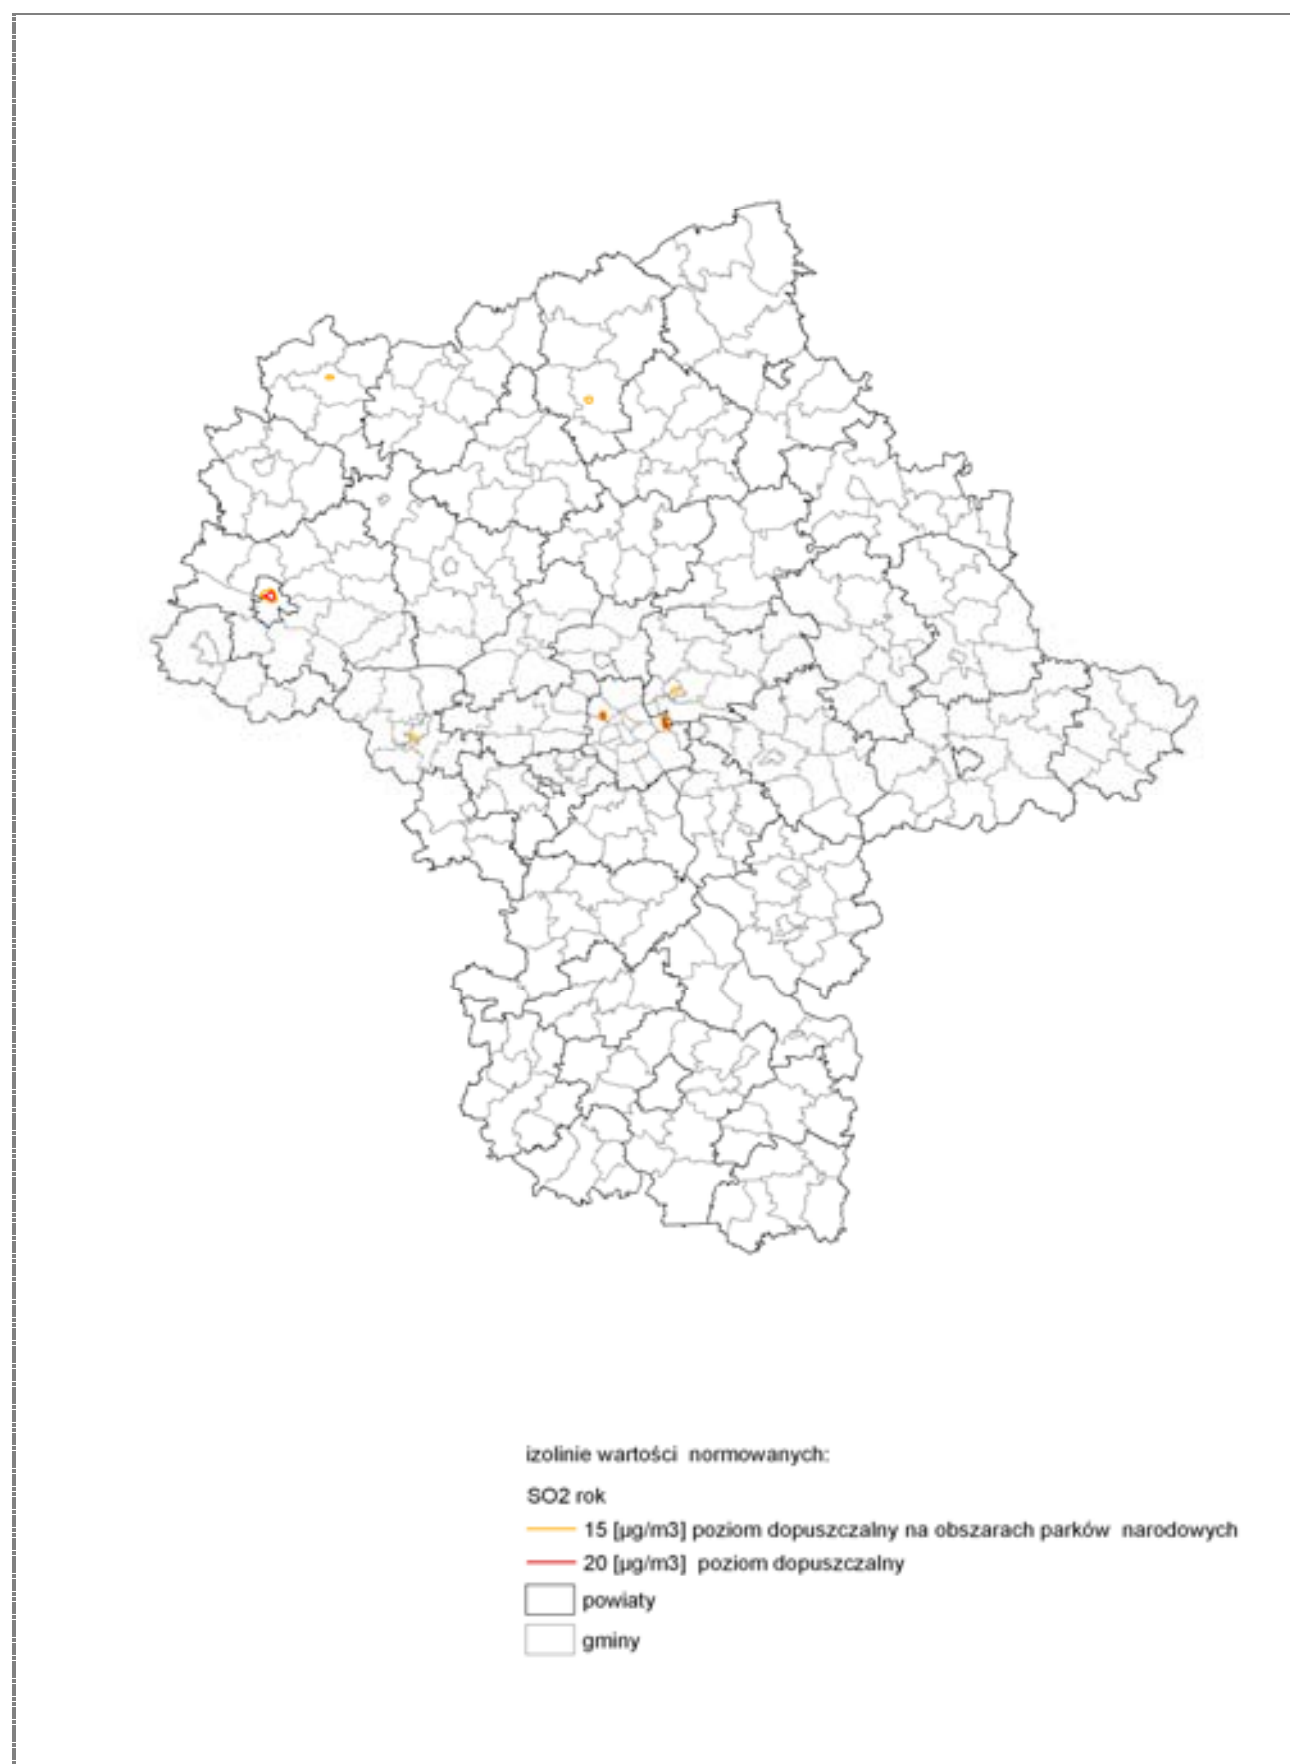 izolinie wartości normowanych:
SO2 rok
15 [µg/m3] poziom dopuszczalny na obszarach parków narodowych
20 [µg/m3] poziom dopuszczalny
powiaty
gminy